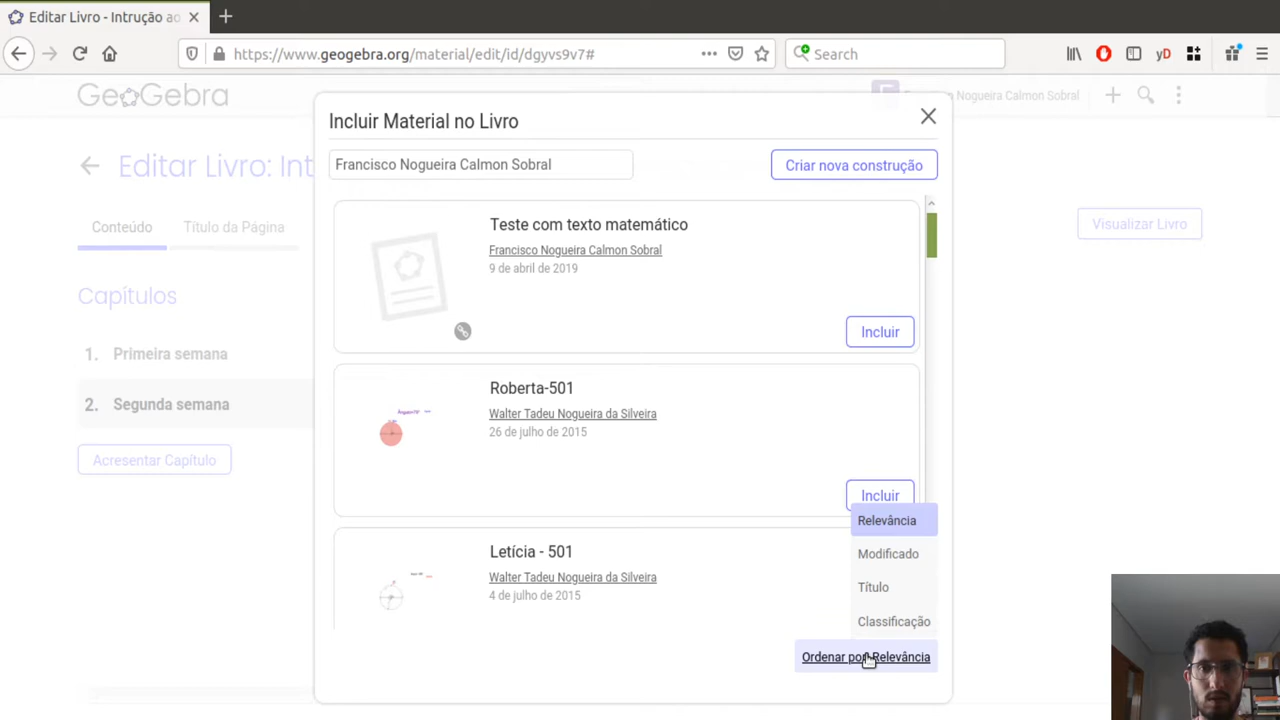 Editar Livro - Intrução ao
https://www.geogebra.org/material/edit/id/dgyvs9v7#
Search
GeoGebra
Nogueira Calmon Sobral
Editar Livro: Int
Conteúdo
Título da Página
Visualizar Livro
Capítulos
1. Primeira semana
2. Segunda semana
Acresentar Capítulo
Incluir Material no Livro
Francisco Nogueira Calmon Sobral
Criar nova construção
Teste com texto matemático
Francisco Nogueira Calmon Sobral
9 de abril de 2019
Incluir
Roberta-501
Walter Tadeu Nogueira da Silveira
26 de julho de 2015
Incluir
Letícia - 501
Walter Tadeu Nogueira da Silveira
4 de julho de 2015
Relevância
Modificado
Título
Classificação
Ordenar por Relevância